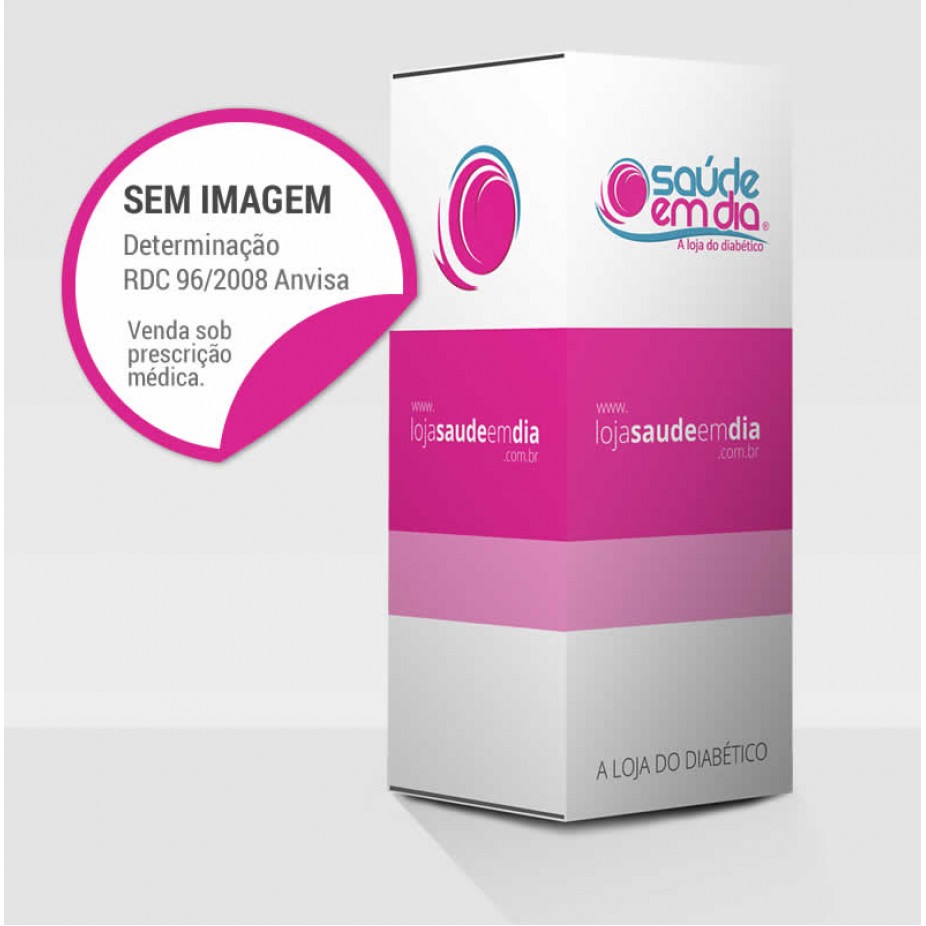 SEM IMAGEM
Determinação
RDC 96/2008 Anvisa
Venda sob
prescrição
médica.
saúde
em dia®
A loja do diabético
www.
lojasaudeemdia
.com.br
www.
lojasaudeemdia
.com.br
A LOJA DO DIABÉTICO